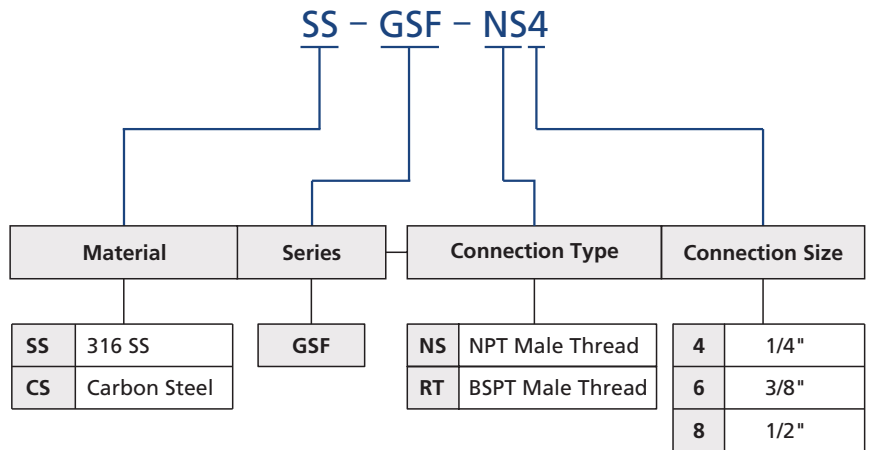 SS – GSF – NS4
Material Series Connection Type Connection Size
SS 316 SS GSF NS NPT Male Thread 4 1/4"
CS Carbon Steel RT BSPT Male Thread 6 3/8"
8 1/2"